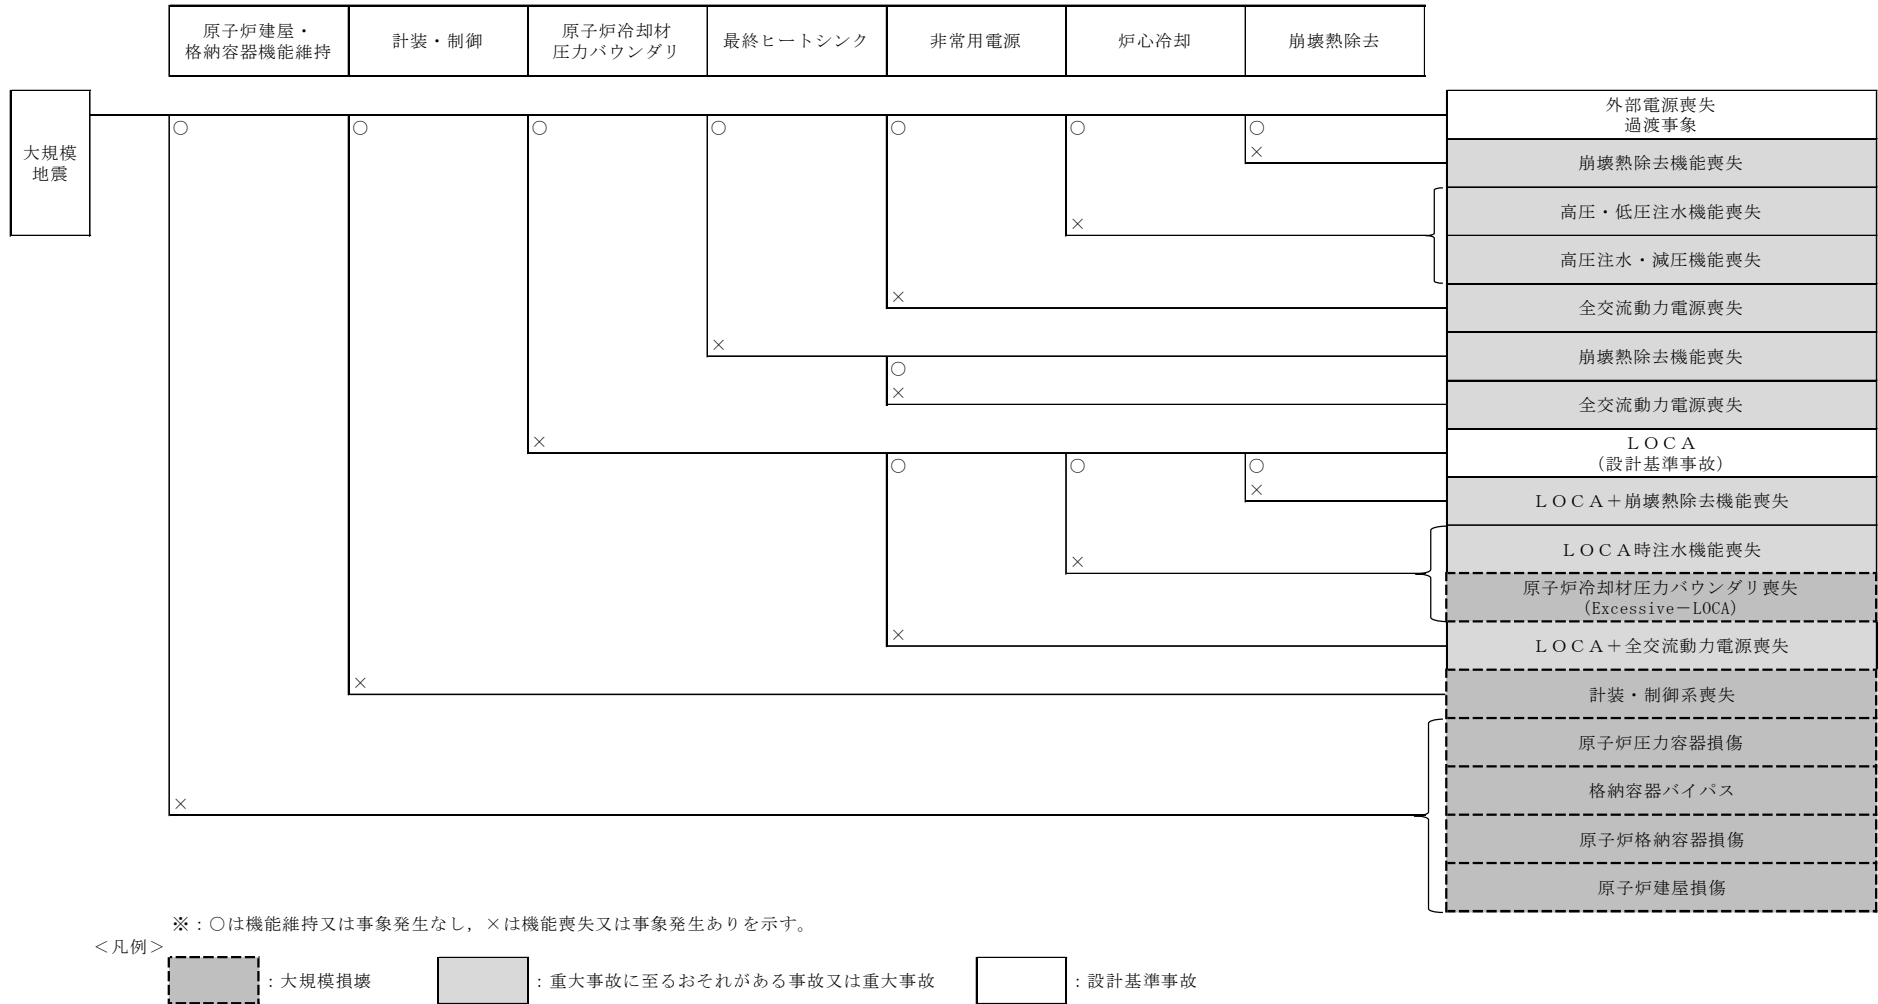 原子炉建屋・
格納容器機能維持
計装・制御
原子炉冷却材
圧力バウンダリ
最終ヒートシンク
非常用電源
炉心冷却
崩壊熱除去
大規模
地震
○
○
○
○
○
○
○
外部電源喪失
過渡事象
×
崩壊熱除去機能喪失
×
高圧・低圧注水機能喪失
高圧注水・減圧機能喪失
×
全交流動力電源喪失
×
崩壊熱除去機能喪失
○
×
全交流動力電源喪失
×
LOCA
(設計基準事故)
○
○
○
×
LOCA+崩壊熱除去機能喪失
×
LOCA時注水機能喪失
原子炉冷却材圧力バウンダリ喪失
(Excessive-LOCA)
×
LOCA+全交流動力電源喪失
×
計装・制御系喪失
原子炉圧力容器損傷
×
格納容器バイパス
原子炉格納容器損傷
原子炉建屋損傷
※:○は機能維持又は事象発生なし,×は機能喪失又は事象発生ありを示す。
<凡例>
:大規模損壊
:重大事故に至るおそれがある事故又は重大事故
:設計基準事故